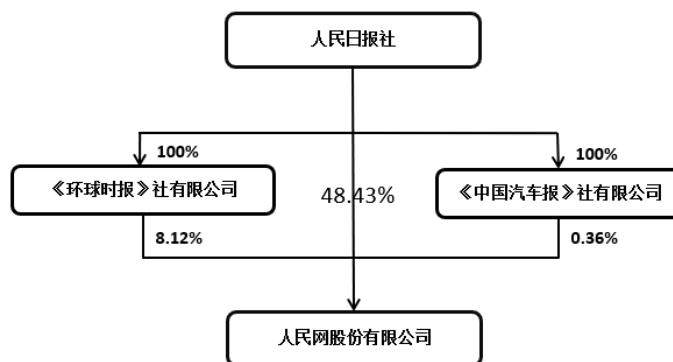 人民日报社
100%
100%
《环球时报》社有限公司
48.43%
《中国汽车报》社有限公司
8.12%
0.36%
人民网股份有限公司